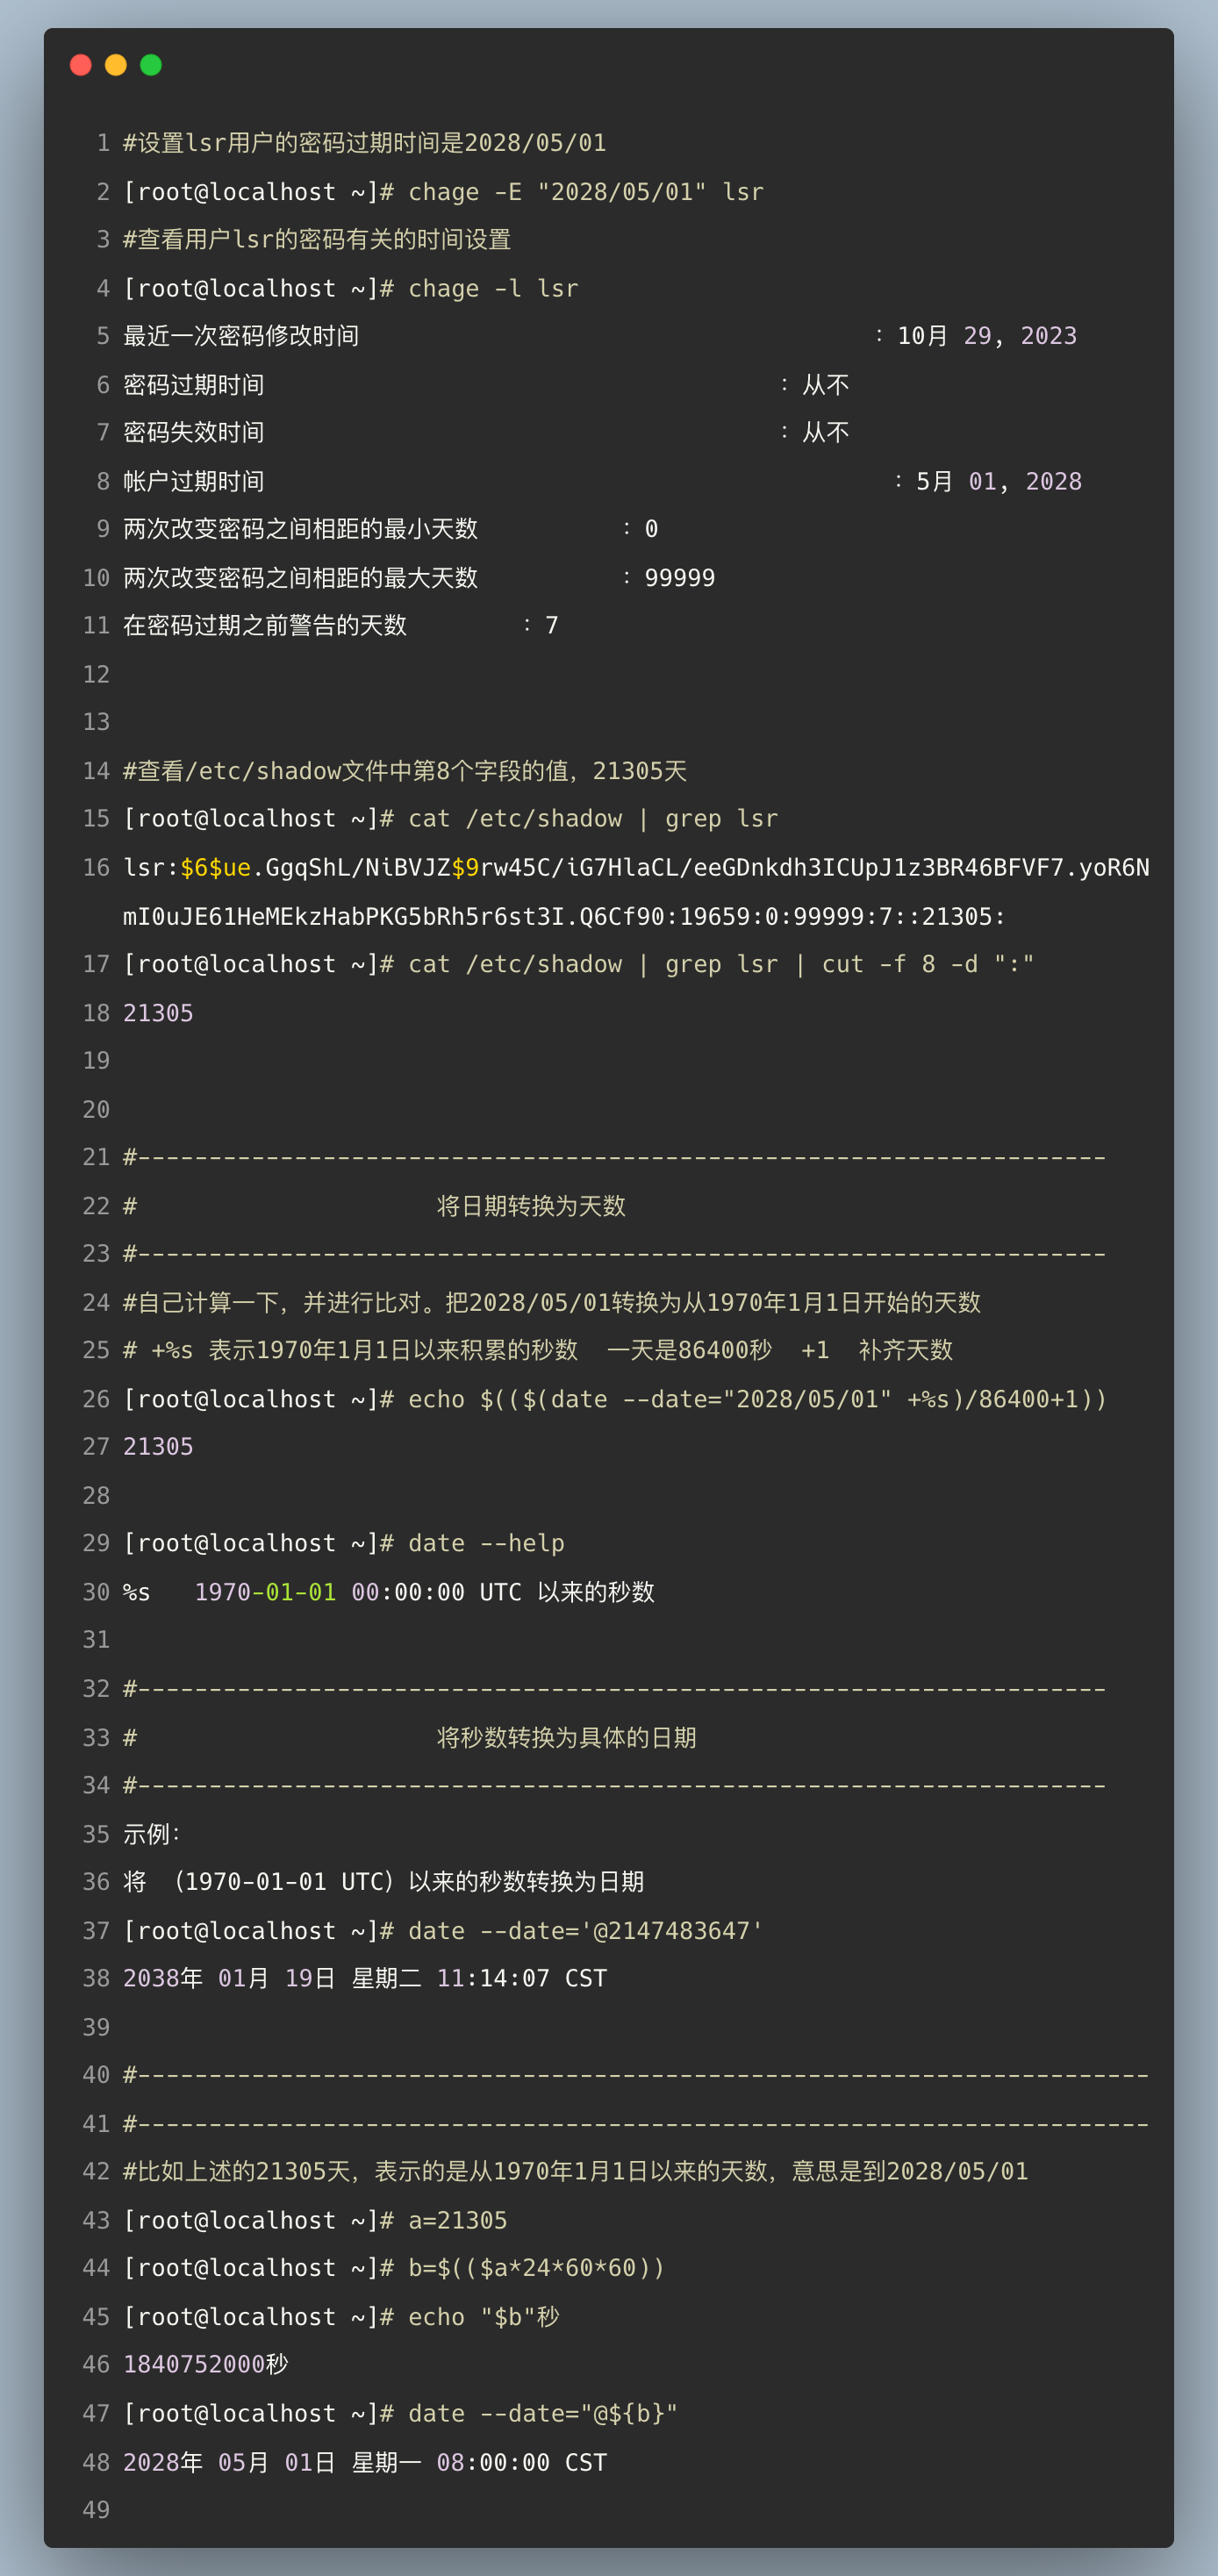 1 #设置lsr用户的密码过期时间是2028/05/01
2 [root@localhost ~]# chage -E "2028/05/01" lsr
3 #查看用户lsr的密码有关的时间设置
4 [root@localhost ~]# chage -l lsr
5 最近一次密码修改时间 : 10月 29, 2023
6 密码过期时间 : 从不
7 密码失效时间 : 从不
8 帐户过期时间 : 5月 01, 2028
9 两次改变密码之间相距的最小天数 : 0
10 两次改变密码之间相距的最大天数 : 99999
11 在密码过期之前警告的天数 : 7
12
13
14 #查看/etc/shadow文件中第8个字段的值，21305天
15 [root@localhost ~]# cat /etc/shadow | grep lsr
16 lsr:$6$ue.GgqShL/NiBVJZ$9rw45C/iG7HlaCL/eeGDnkdh3ICUpJ1z3BR46BFVF7.yoR6N
mI0uJE61HeMEkzHabPKG5bRh5r6st3I.Q6Cf90:19659:0:99999:7::21305:
17 [root@localhost ~]# cat /etc/shadow | grep lsr | cut -f 8 -d ":"
18 21305
19
20
21 #--------------------------------------------------------------------
22 # 将日期转换为天数
23 #--------------------------------------------------------------------
24 #自己计算一下，并进行比对。把2028/05/01转换为从1970年1月1日开始的天数
25 # +%s 表示1970年1月1日以来积累的秒数 一天是86400秒 +1 补齐天数
26 [root@localhost ~]# echo $(($(date --date="2028/05/01" +%s)/86400+1))
27 21305
28
29 [root@localhost ~]# date --help
30 %s 1970-01-01 00:00:00 UTC 以来的秒数
31
32 #--------------------------------------------------------------------
33 # 将秒数转换为具体的日期
34 #--------------------------------------------------------------------
35 示例：
36 将 （1970-01-01 UTC）以来的秒数转换为日期
37 [root@localhost ~]# date --date='@2147483647'
38 2038年 01月 19日 星期二 11:14:07 CST
39
40 #-----------------------------------------------------------------------
41 #-----------------------------------------------------------------------
42 #比如上述的21305天，表示的是从1970年1月1日以来的天数，意思是到2028/05/01
43 [root@localhost ~]# a=21305
44 [root@localhost ~]# b=$(($a*24*60*60))
45 [root@localhost ~]# echo "$b"秒
46 1840752000秒
47 [root@localhost ~]# date --date="@${b}"
48 2028年 05月 01日 星期一 08:00:00 CST
49